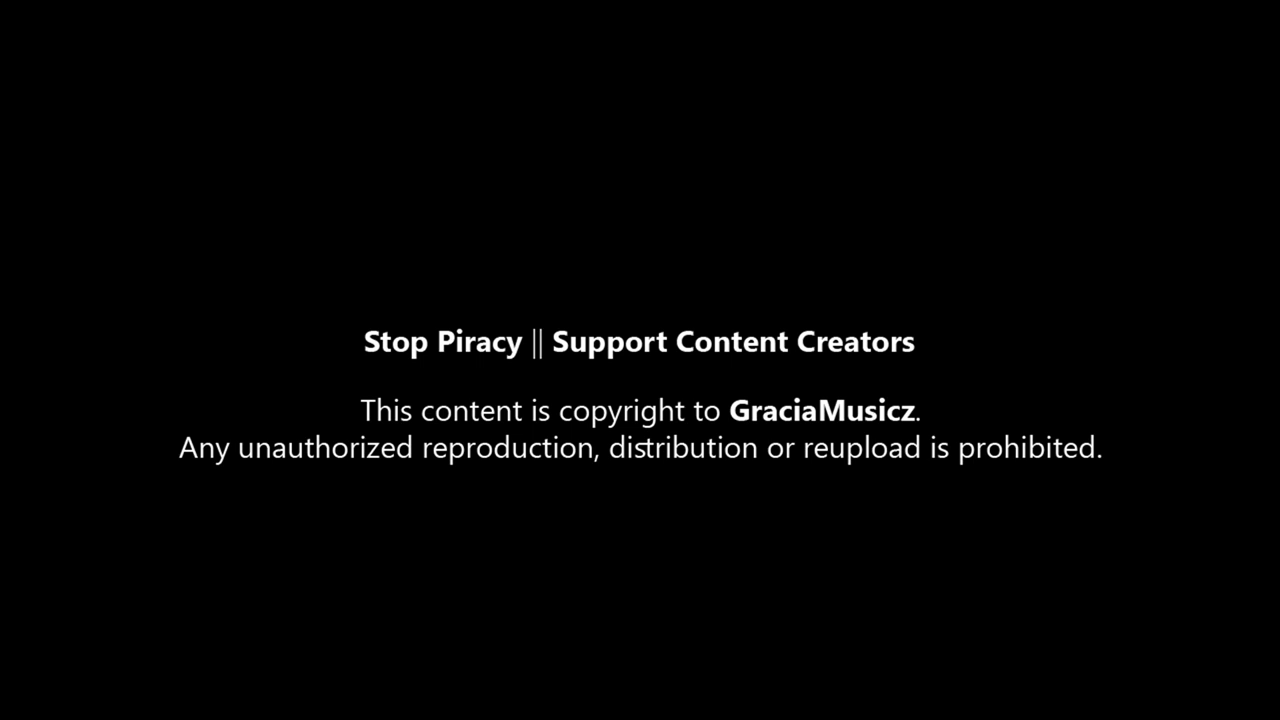 Stop Piracy || Support Content Creators
This content is copyright to GraciaMusicz.
Any unauthorized reproduction, distribution or reupload is prohibited.